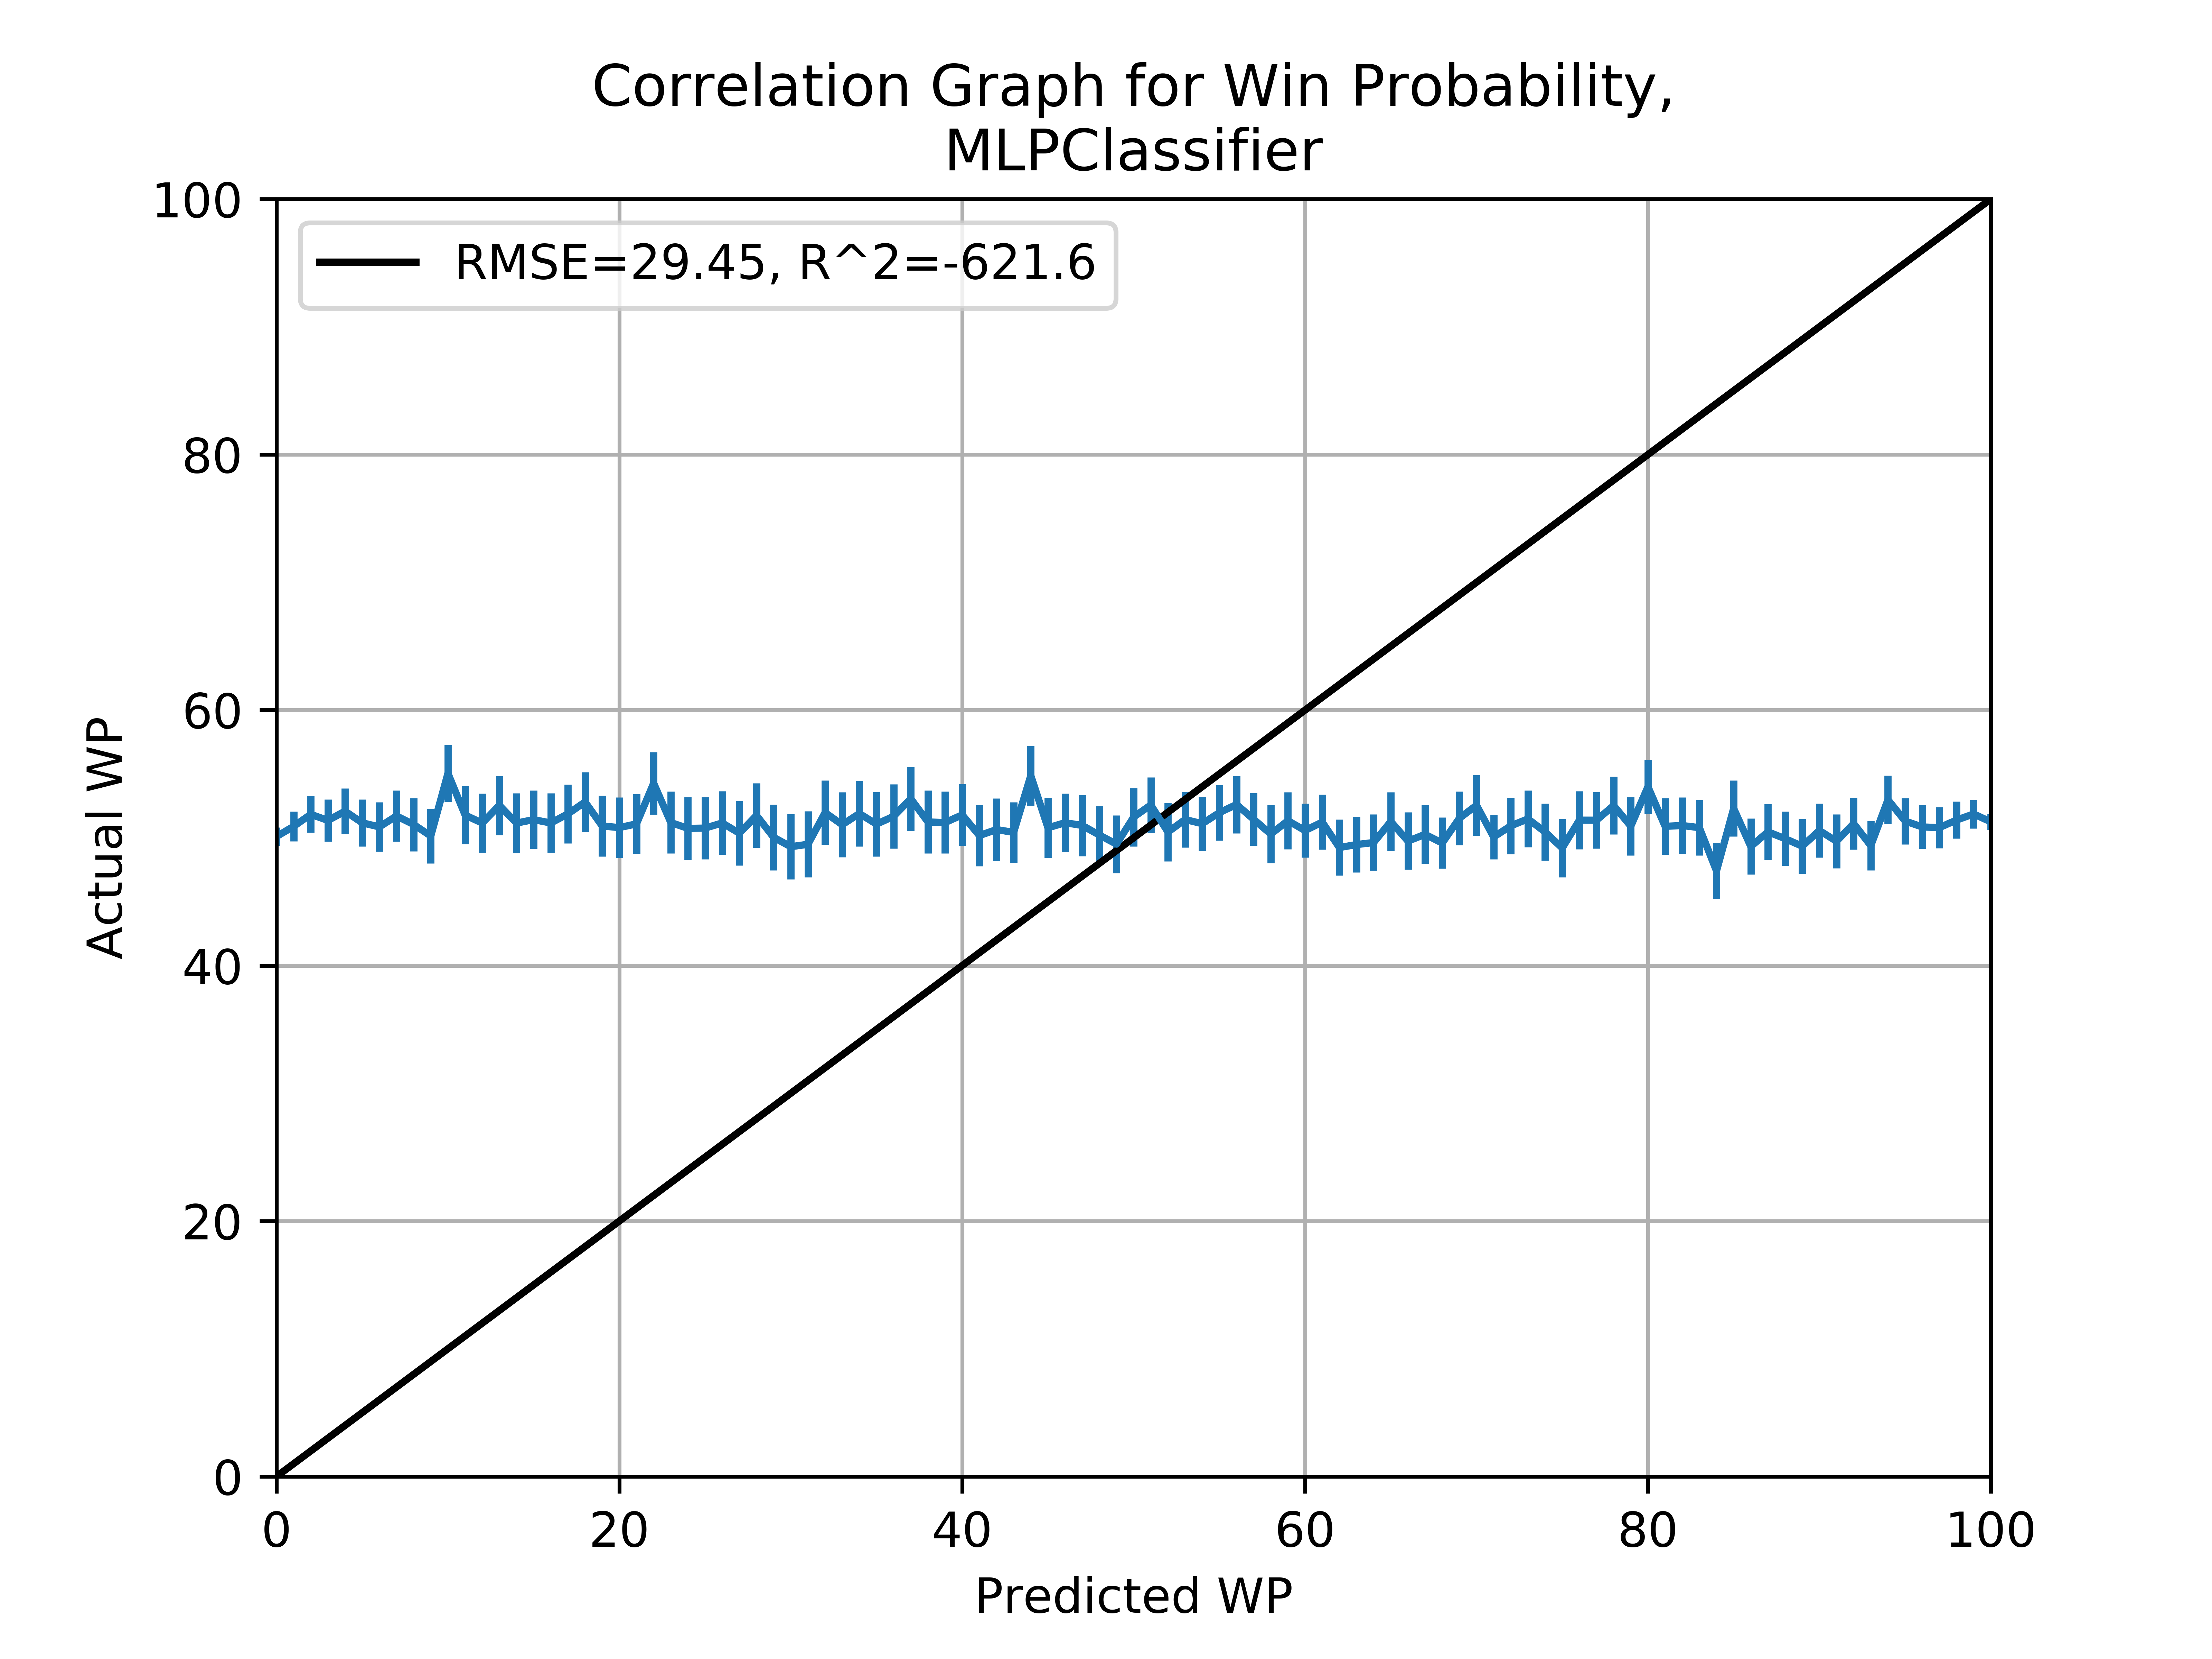 Correlation Graph for Win Probability,
MLPClassifier
RMSE=29.45, R^2=-621.6
100
80
60
40
20
0
Actual WP
0 20 40 60 80 100
Predicted WP